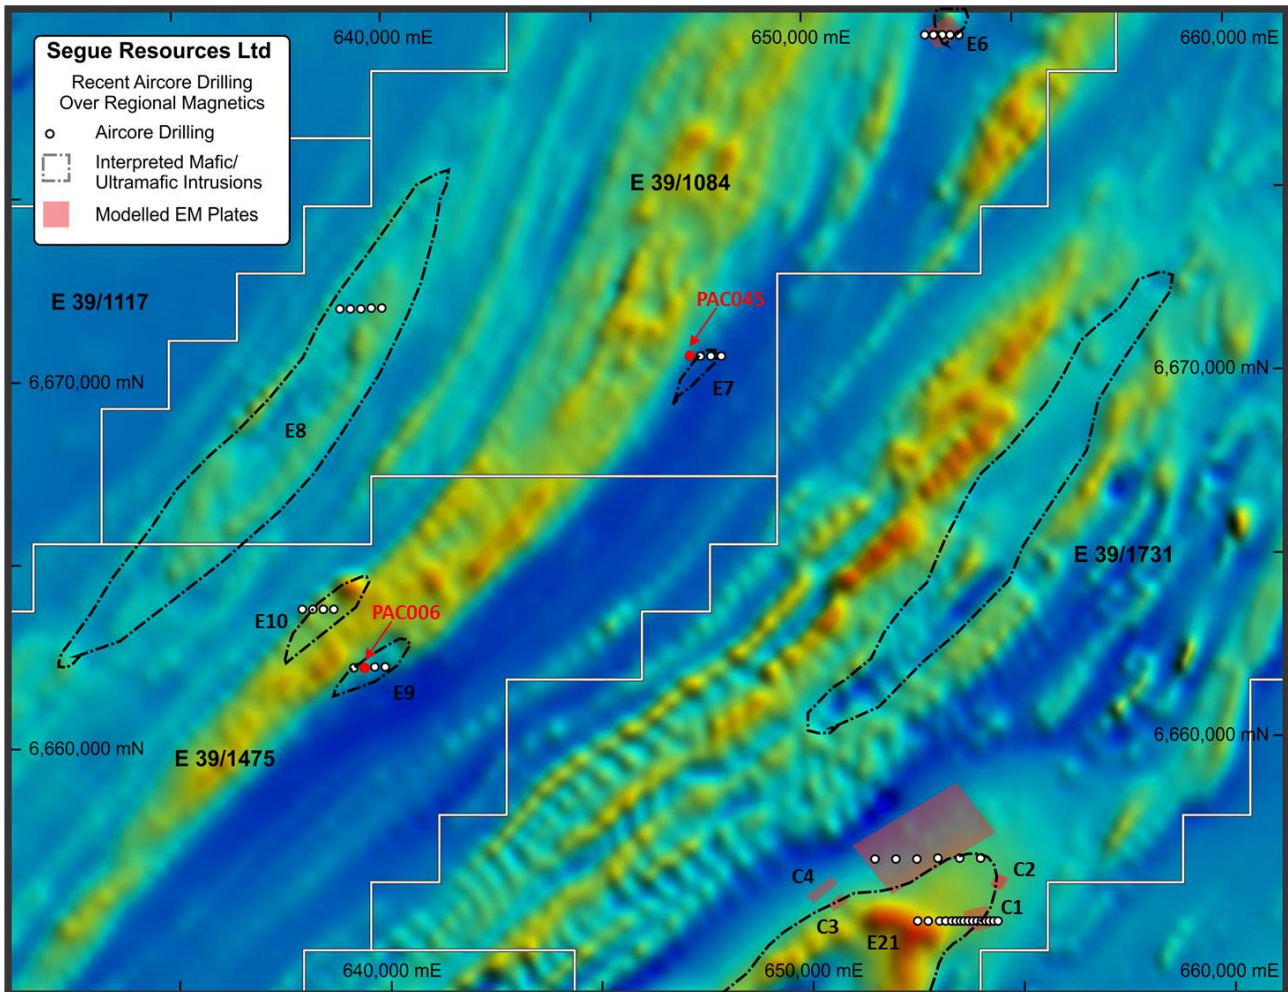 640,000 mE
650,000 mE
660,000 mE
Segue Resources Ltd
Recent Aircore Drilling
Over Regional Magnetics
Aircore Drilling
Interpreted Mafic/
Ultramafic Intrusions
Modelled EM Plates
E6
E 39/1084
E 39/1117
PAC045
6,670,000 mN
6,670,000 mN
E7
E8
E 39/1731
E10
PAC006
E9
6,660,000 mN
E 39/1475
6,660,000 mN
C4
C2
C1
C3
E21
640,000 mE
650,000 mE
660,000 mE